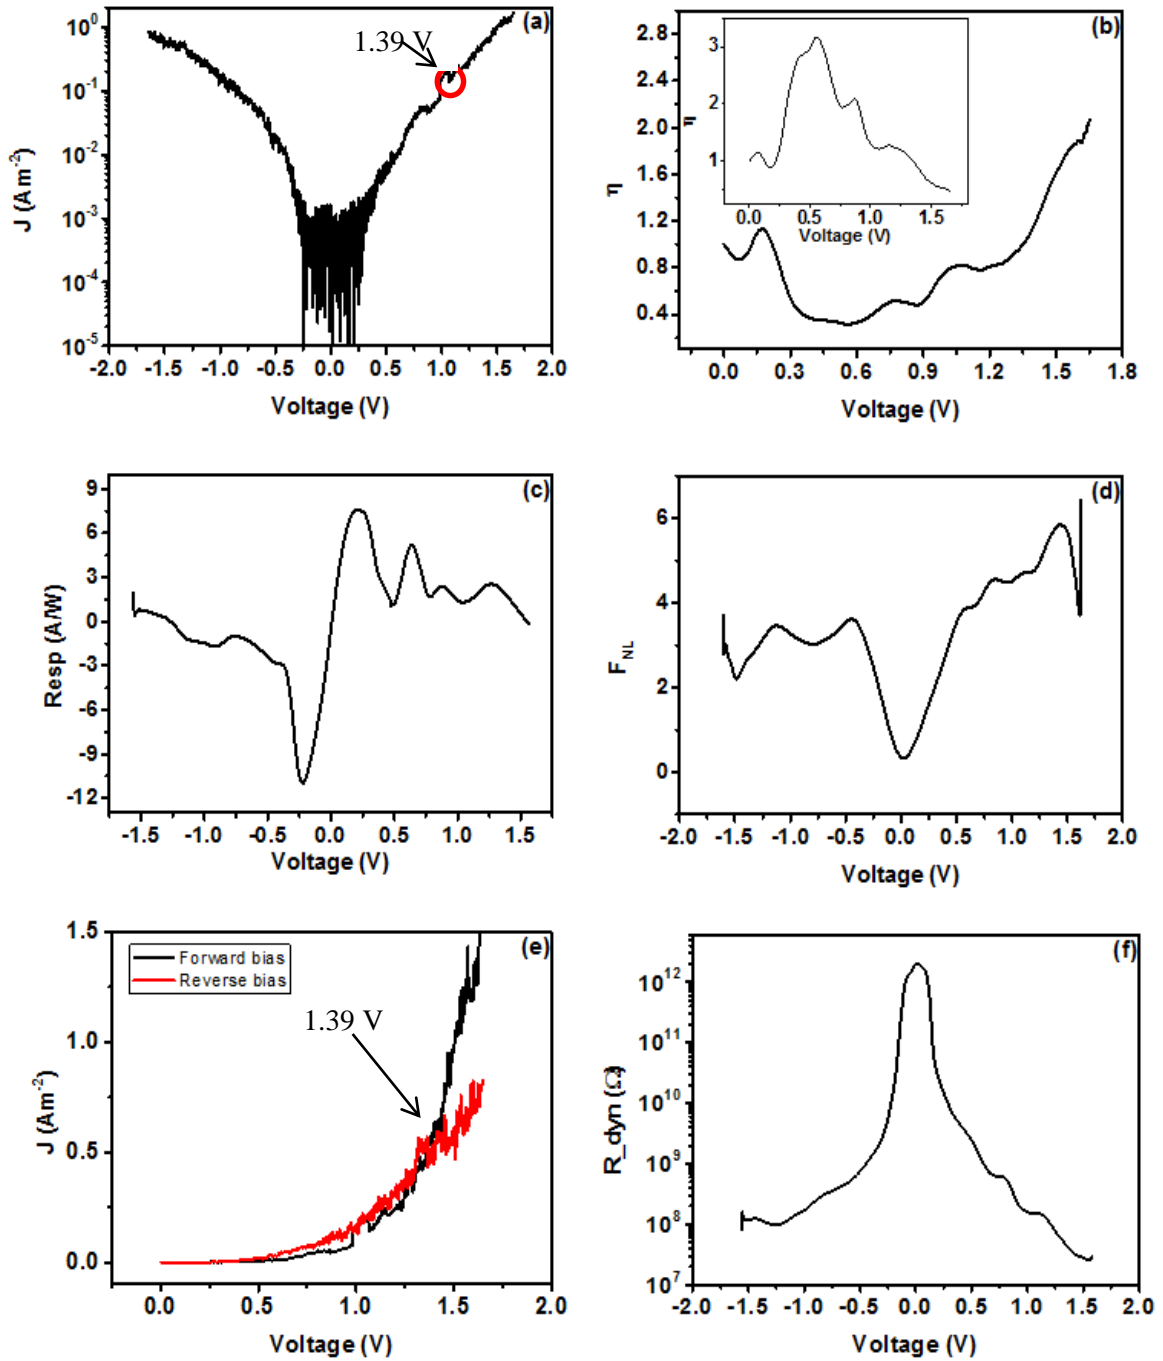 (a)
1.39 V
J (Am⁻²)
10⁰
10⁻¹
10⁻²
10⁻³
10⁻⁴
10⁻⁵
-2.0 -1.5 -1.0 -0.5 0.0 0.5 1.0 1.5 2.0
Voltage (V)
(b)
η
2.8
2.4
2.0
1.6
1.2
0.8
0.4
0.0 0.3 0.6 0.9 1.2 1.5 1.8
Voltage (V)
η
3
2
1
0.0 0.5 1.0 1.5
Voltage (V)
(c)
Resp (A/W)
9
6
3
0
-3
-6
-9
-12
-1.5 -1.0 -0.5 0.0 0.5 1.0 1.5
Voltage (V)
(d)
F_NL
6
4
2
0
-2.0 -1.5 -1.0 -0.5 0.0 0.5 1.0 1.5 2.0
Voltage (V)
(e)
Forward bias
Reverse bias
1.39 V
J (Am⁻²)
1.5
1.0
0.5
0.0
0.0 0.5 1.0 1.5 2.0
Voltage (V)
(f)
R_dyn (Ω)
10¹²
10¹¹
10¹⁰
10⁹
10⁸
10⁷
-2.0 -1.5 -1.0 -0.5 0.0 0.5 1.0 1.5 2.0
Voltage (V)